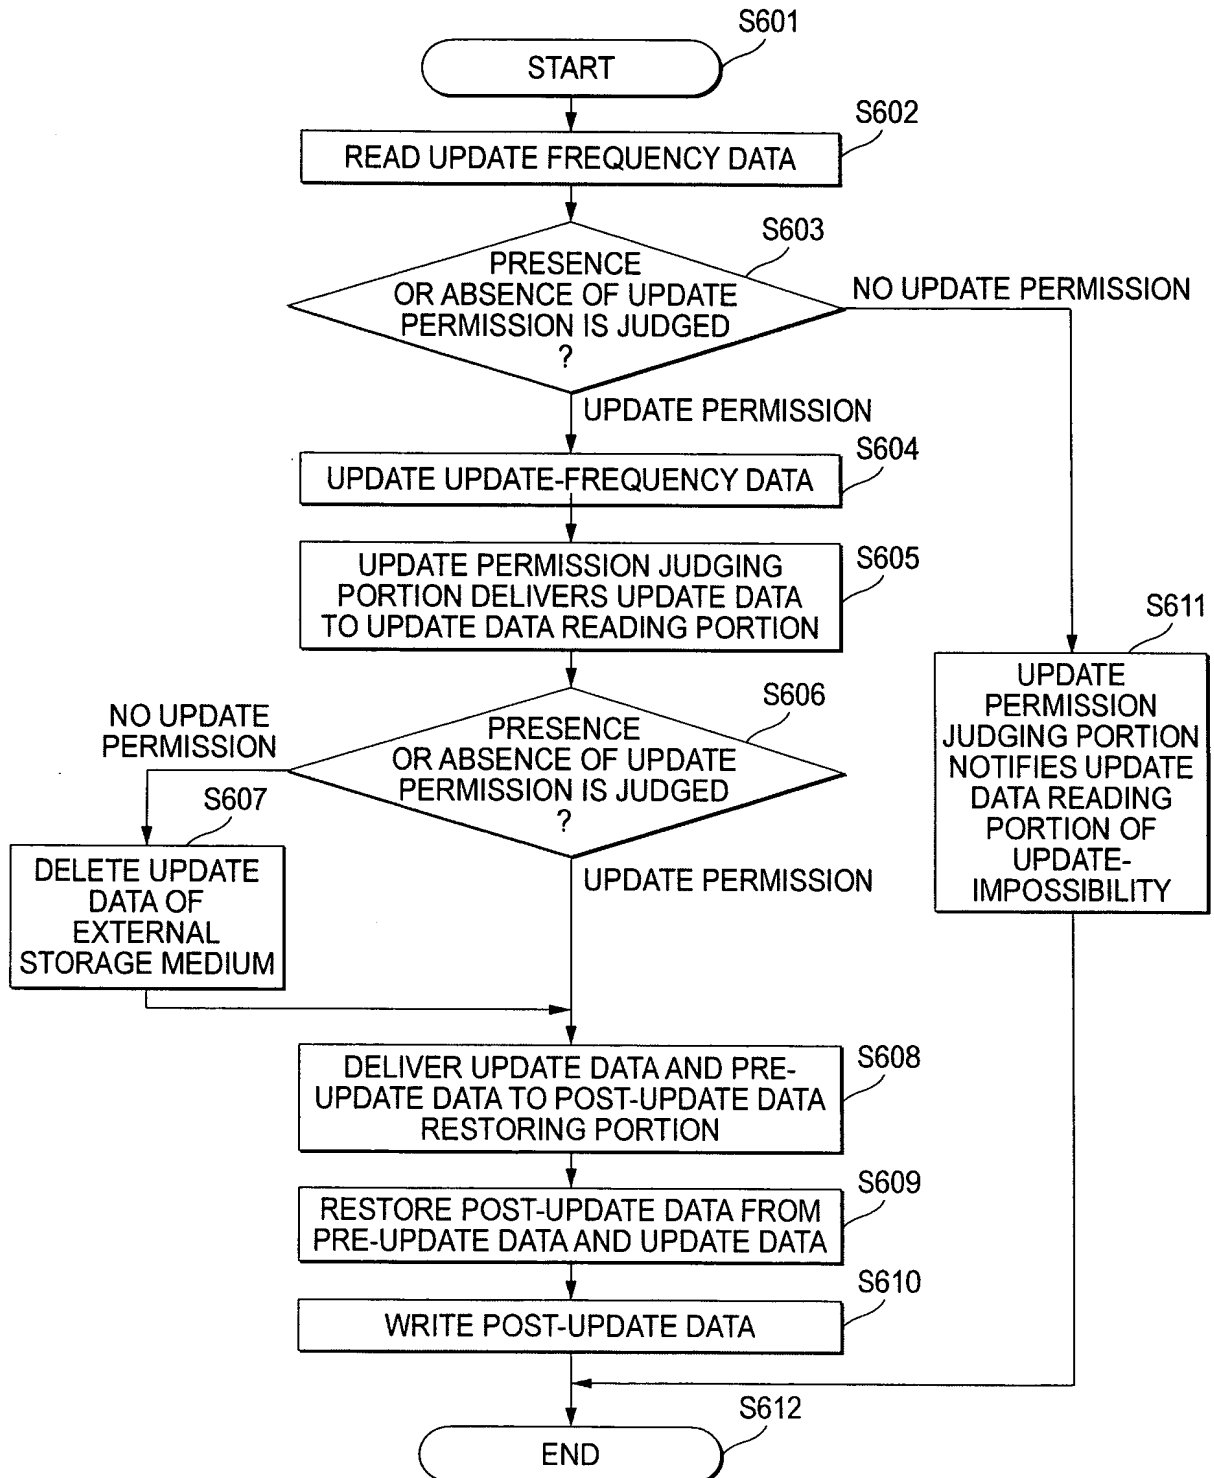 S601
START
S602
READ UPDATE FREQUENCY DATA
S603
PRESENCE
OR ABSENCE OF UPDATE
PERMISSION IS JUDGED
?
NO UPDATE PERMISSION
UPDATE PERMISSION
S604
UPDATE UPDATE-FREQUENCY DATA
S605
UPDATE PERMISSION JUDGING
PORTION DELIVERS UPDATE DATA
TO UPDATE DATA READING PORTION
S611
UPDATE
PERMISSION
JUDGING PORTION
NOTIFIES UPDATE
DATA READING
PORTION OF
UPDATE-
IMPOSSIBILITY
S606
PRESENCE
OR ABSENCE OF UPDATE
PERMISSION IS JUDGED
?
NO UPDATE
PERMISSION
UPDATE PERMISSION
S607
DELETE UPDATE
DATA OF
EXTERNAL
STORAGE MEDIUM
S608
DELIVER UPDATE DATA AND PRE-
UPDATE DATA TO POST-UPDATE DATA
RESTORING PORTION
S609
RESTORE POST-UPDATE DATA FROM
PRE-UPDATE DATA AND UPDATE DATA
S610
WRITE POST-UPDATE DATA
S612
END